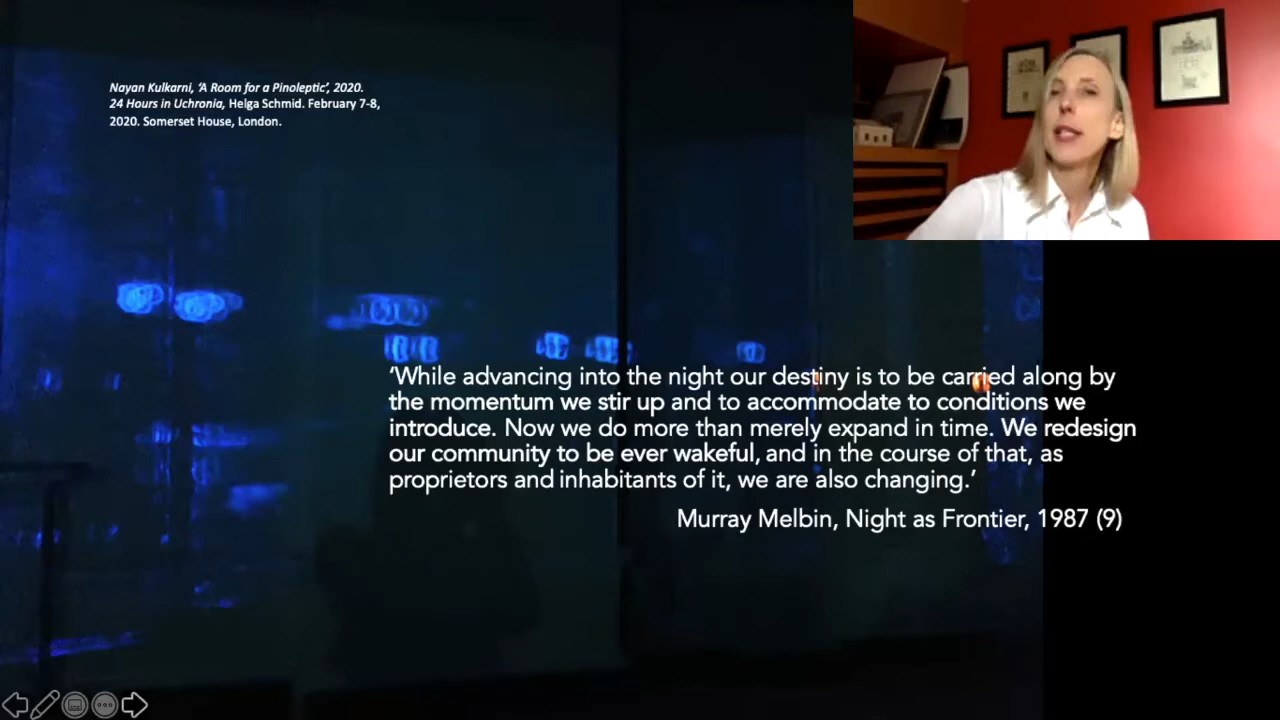 Nayan Kulkarni, ‘A Room for a Pinoleptic’, 2020.
24 Hours in Uchronia, Helga Schmid. February 7-8,
2020. Somerset House, London.
‘While advancing into the night our destiny is to be carried along by
the momentum we stir up and to accommodate to conditions we
introduce. Now we do more than merely expand in time. We redesign
our community to be ever wakeful, and in the course of that, as
proprietors and inhabitants of it, we are also changing.’
Murray Melbin, Night as Frontier, 1987 (9)